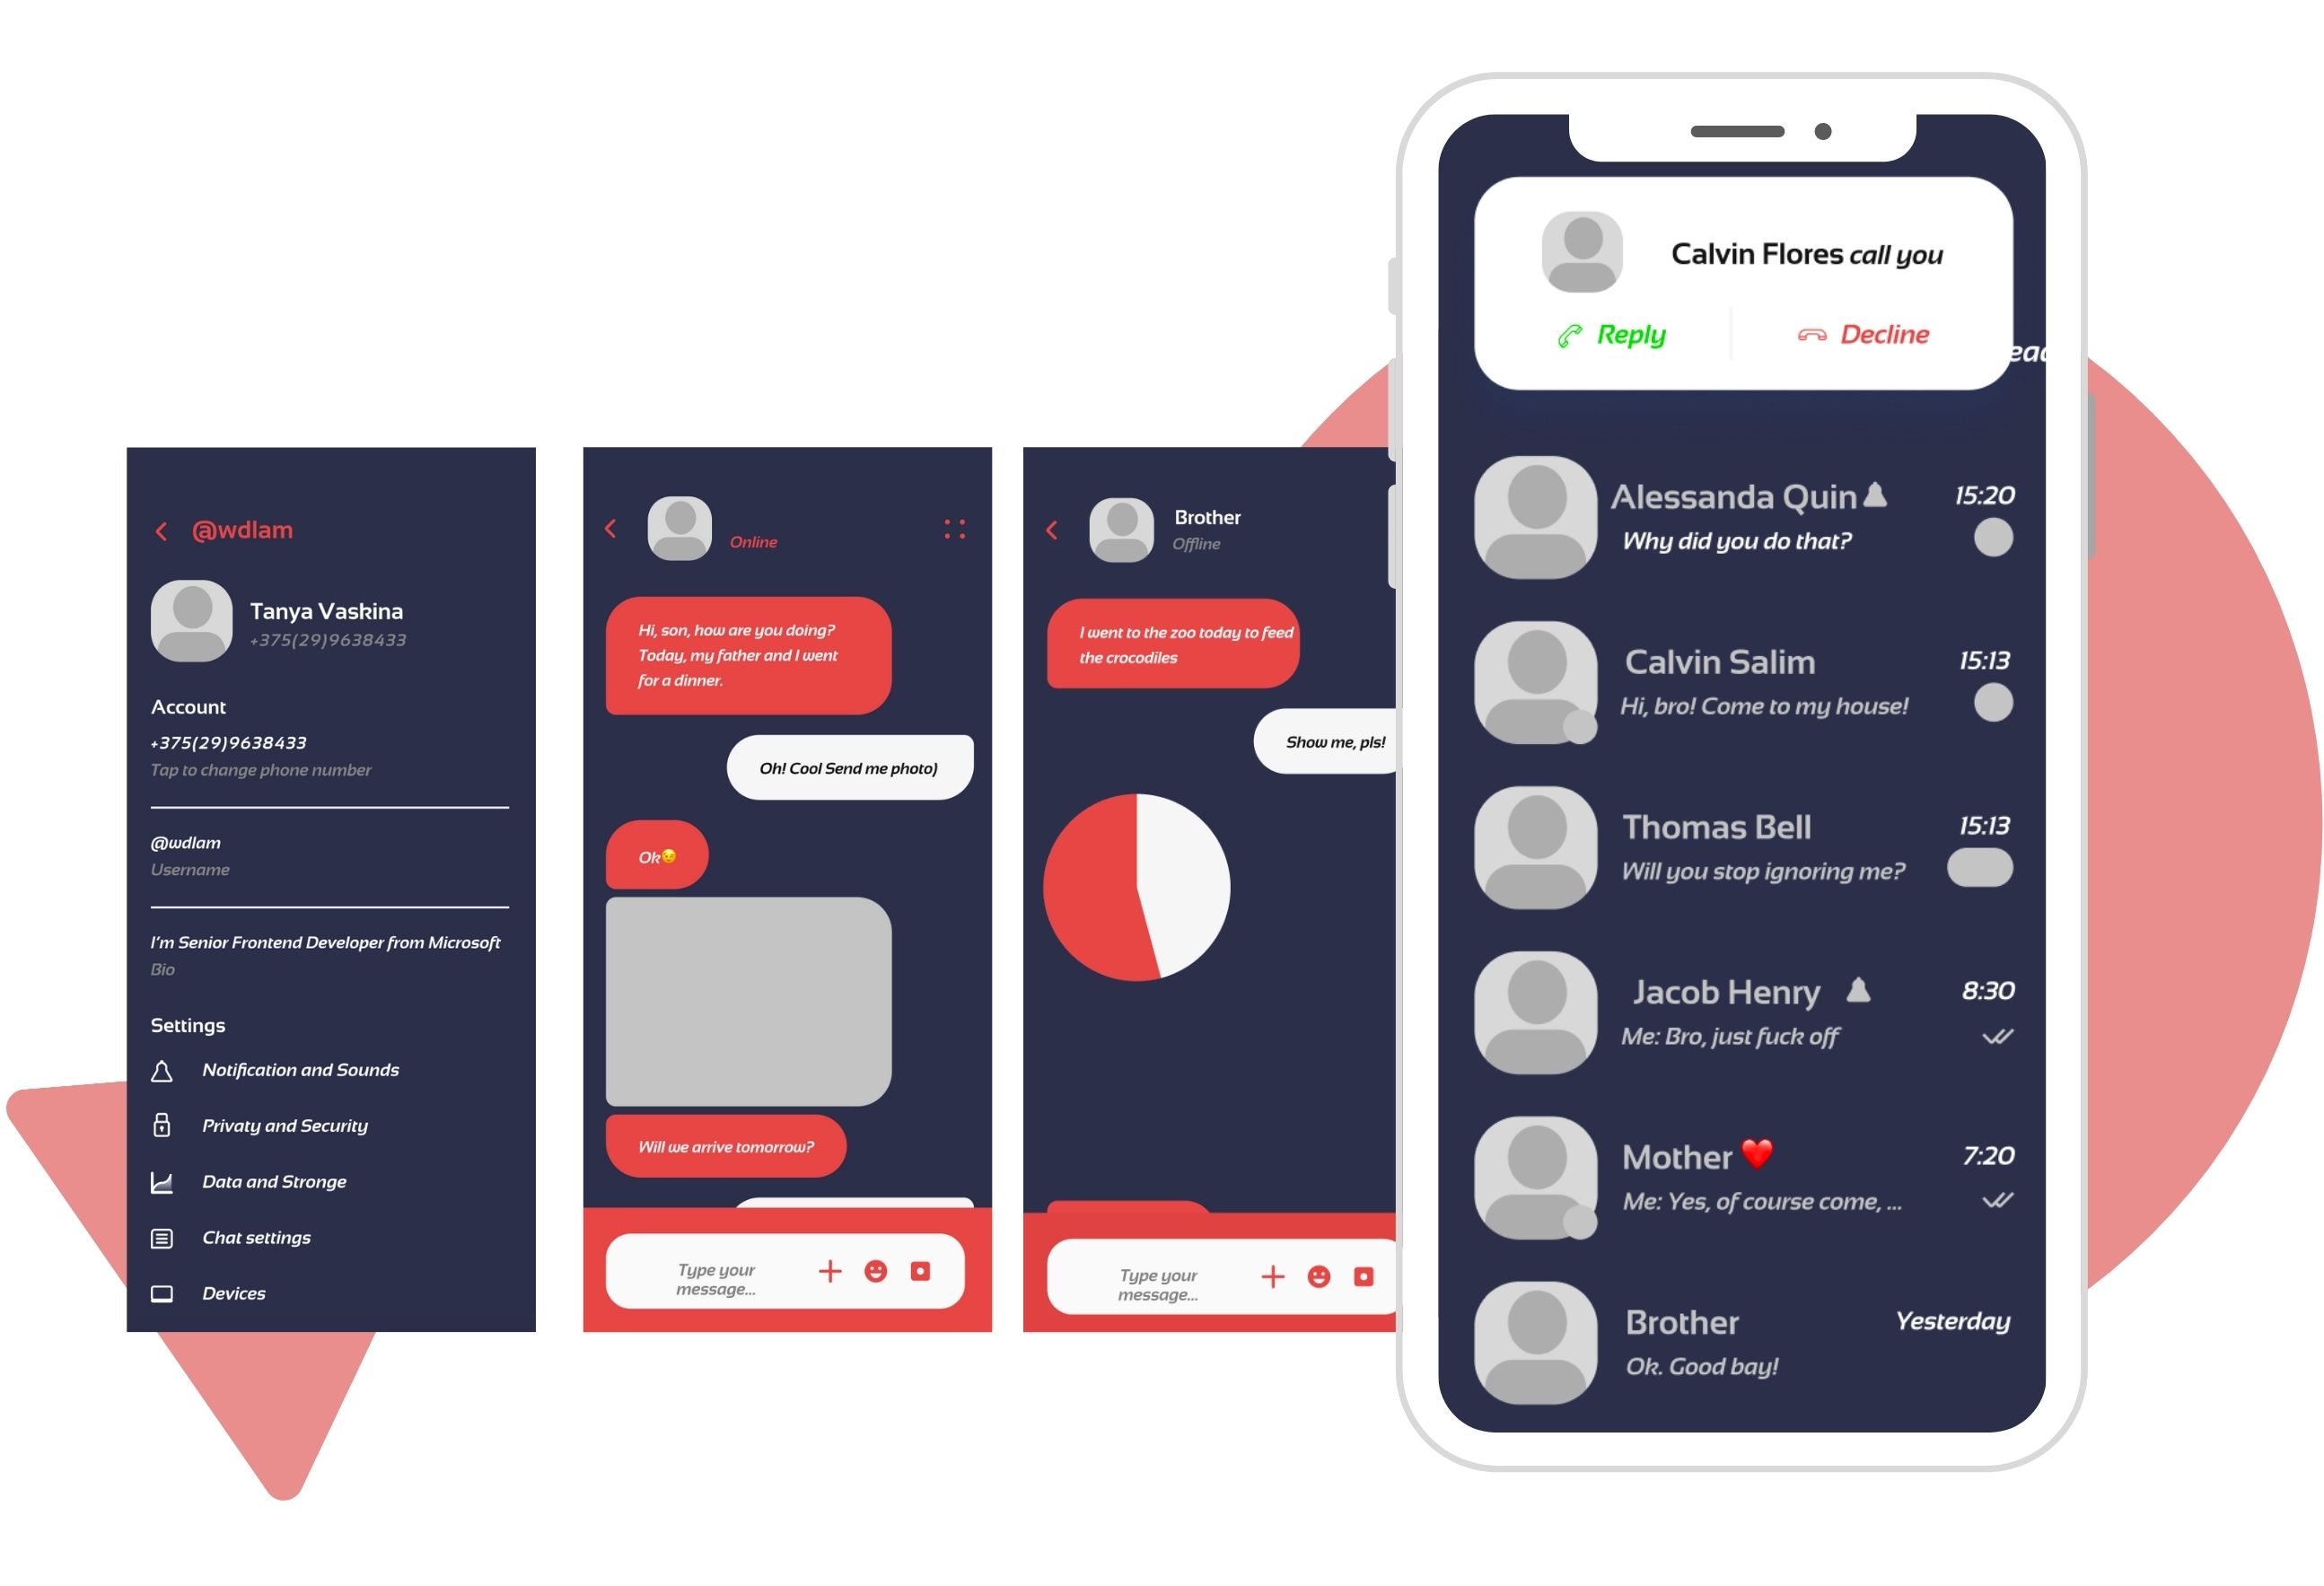 @wdlam
Tanya Vaskina
+375(29)9638433
Account
+375(29)9638433
Tap to change phone number
@wdlam
Username
I'm Senior Frontend Developer from Microsoft
Bio
Settings
Notification and Sounds
Privaty and Security
Data and Stronge
Chat settings
Devices
Online
Hi, son, how are you doing?
Today, my father and I went
for a dinner.
Oh! Cool Send me photo)
Ok😉
Will we arrive tomorrow?
Type your
message...
Brother
Offline
I went to the zoo today to feed
the crocodiles
Show me, pls!
Type your
message...
Calvin Flores call you
Reply
Decline
Alessanda Quin
15:20
Why did you do that?
Calvin Salim
15:13
Hi, bro! Come to my house!
Thomas Bell
15:13
Will you stop ignoring me?
Jacob Henry
8:30
Me: Bro, just fuck off
Mother ❤️
7:20
Me: Yes, of course come, ...
Brother
Yesterday
Ok. Good bay!